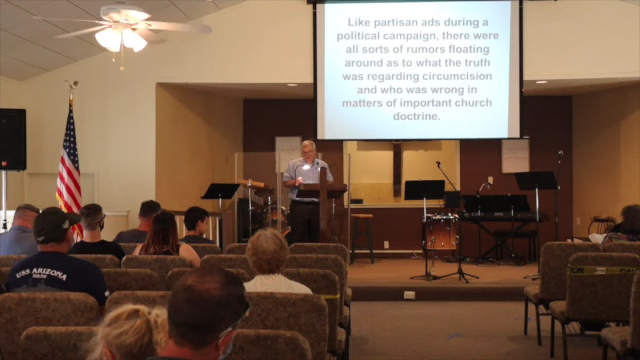 Like partisan ads during a
political campaign, there were
all sorts of rumors floating
around as to what the truth
was regarding circumcision
and who was wrong in
matters of important church
doctrine.
USS ARIZONA